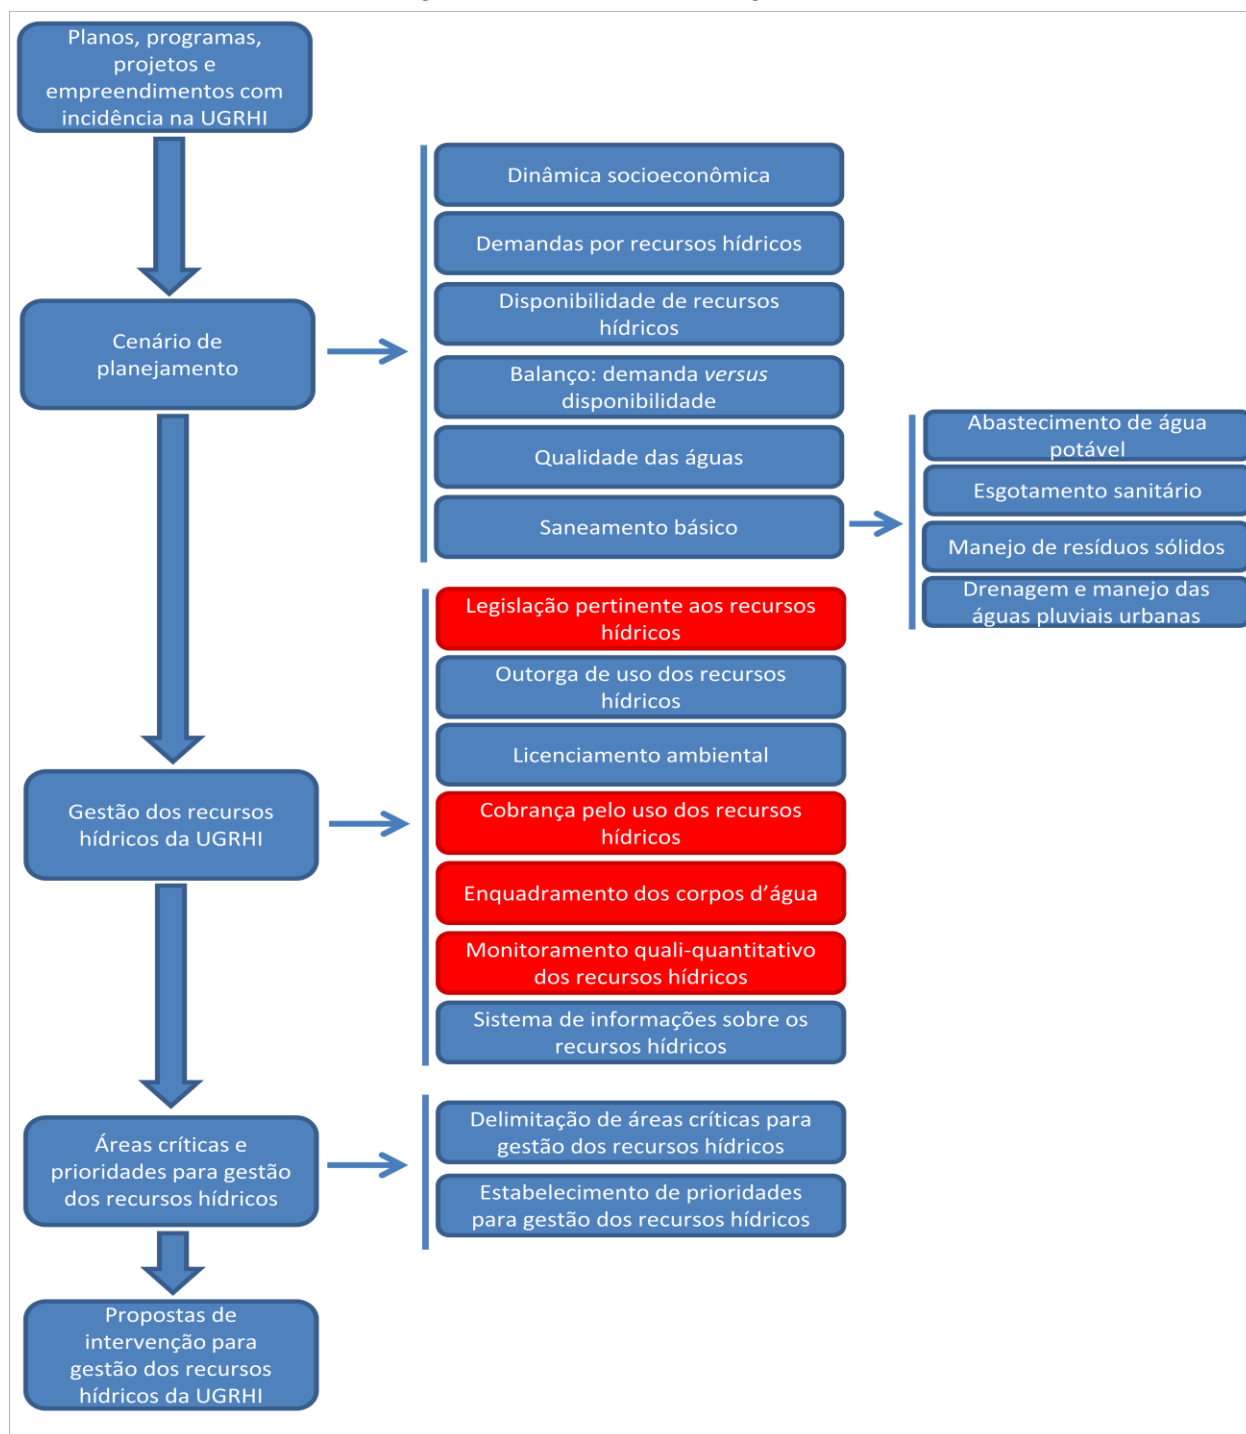 Planos, programas,
projetos e
empreendimentos com
incidência na UGRHI
Cenário de
planejamento
Dinâmica socioeconômica
Demandas por recursos hídricos
Disponibilidade de recursos
hídricos
Balanço: demanda versus
disponibilidade
Qualidade das águas
Saneamento básico
Abastecimento de água
potável
Esgotamento sanitário
Manejo de resíduos sólidos
Drenagem e manejo das
águas pluviais urbanas
Gestão dos recursos
hídricos da UGRHI
Legislação pertinente aos recursos
hídricos
Outorga de uso dos recursos
hídricos
Licenciamento ambiental
Cobrança pelo uso dos recursos
hídricos
Enquadramento dos corpos d’água
Monitoramento quali-quantitativo
dos recursos hídricos
Sistema de informações sobre os
recursos hídricos
Áreas críticas e
prioridades para gestão
dos recursos hídricos
Delimitação de áreas críticas para
gestão dos recursos hídricos
Estabelecimento de prioridades
para gestão dos recursos hídricos
Propostas de
intervenção para
gestão dos recursos
hídricos da UGRHI